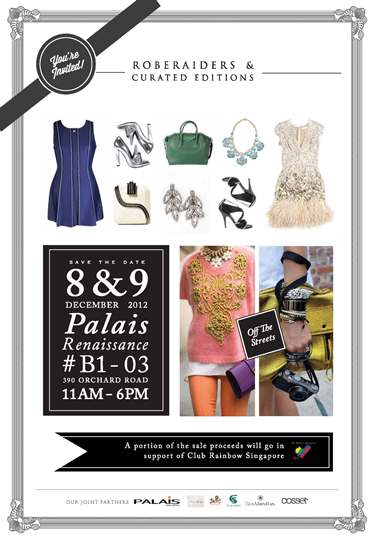 You're
Invited!
ROBERAIDERS &
CURATED EDITIONS
SAVE THE DATE
8 & 9
DECEMBER 2012
Palais
Renaissance
# B1 - 03
390 ORCHARD ROAD
11AM - 6PM
Off The
Streets
A portion of the sale proceeds will go in
support of Club Rainbow Singapore
OUR JOINT PARTNERS PALAIS cosset